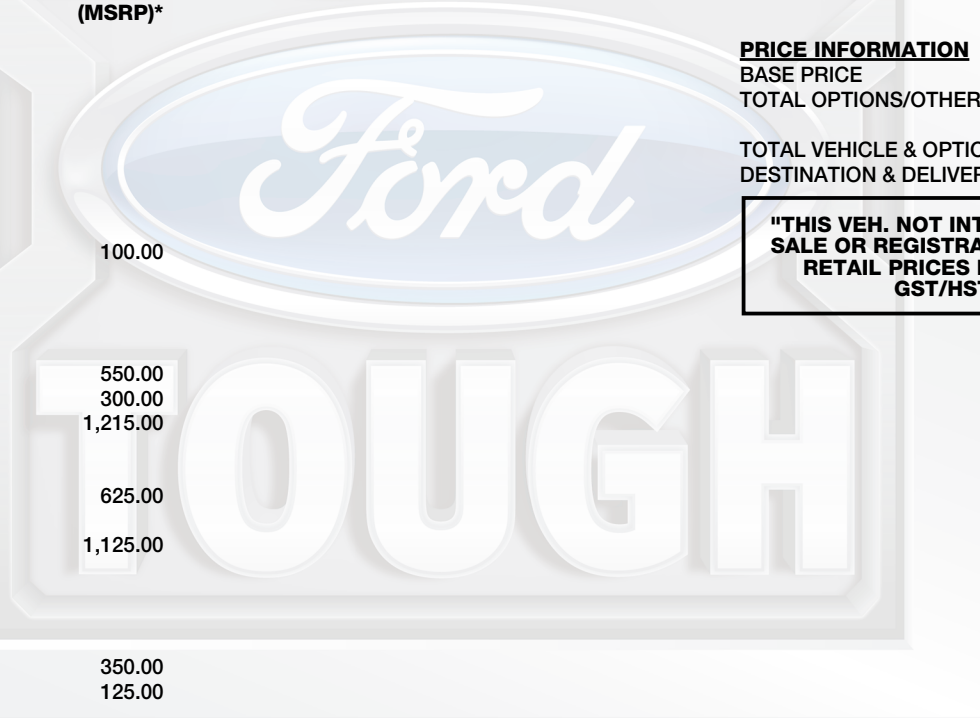 (MSRP)*
PRICE INFORMATION
BASE PRICE
TOTAL OPTIONS/OTHER
TOTAL VEHICLE & OPTIO
DESTINATION & DELIVER
"THIS VEH. NOT INT
SALE OR REGISTRA
RETAIL PRICES
GST/HST
Ford
TOUGH
100.00
550.00
300.00
1,215.00
625.00
1,125.00
350.00
125.00